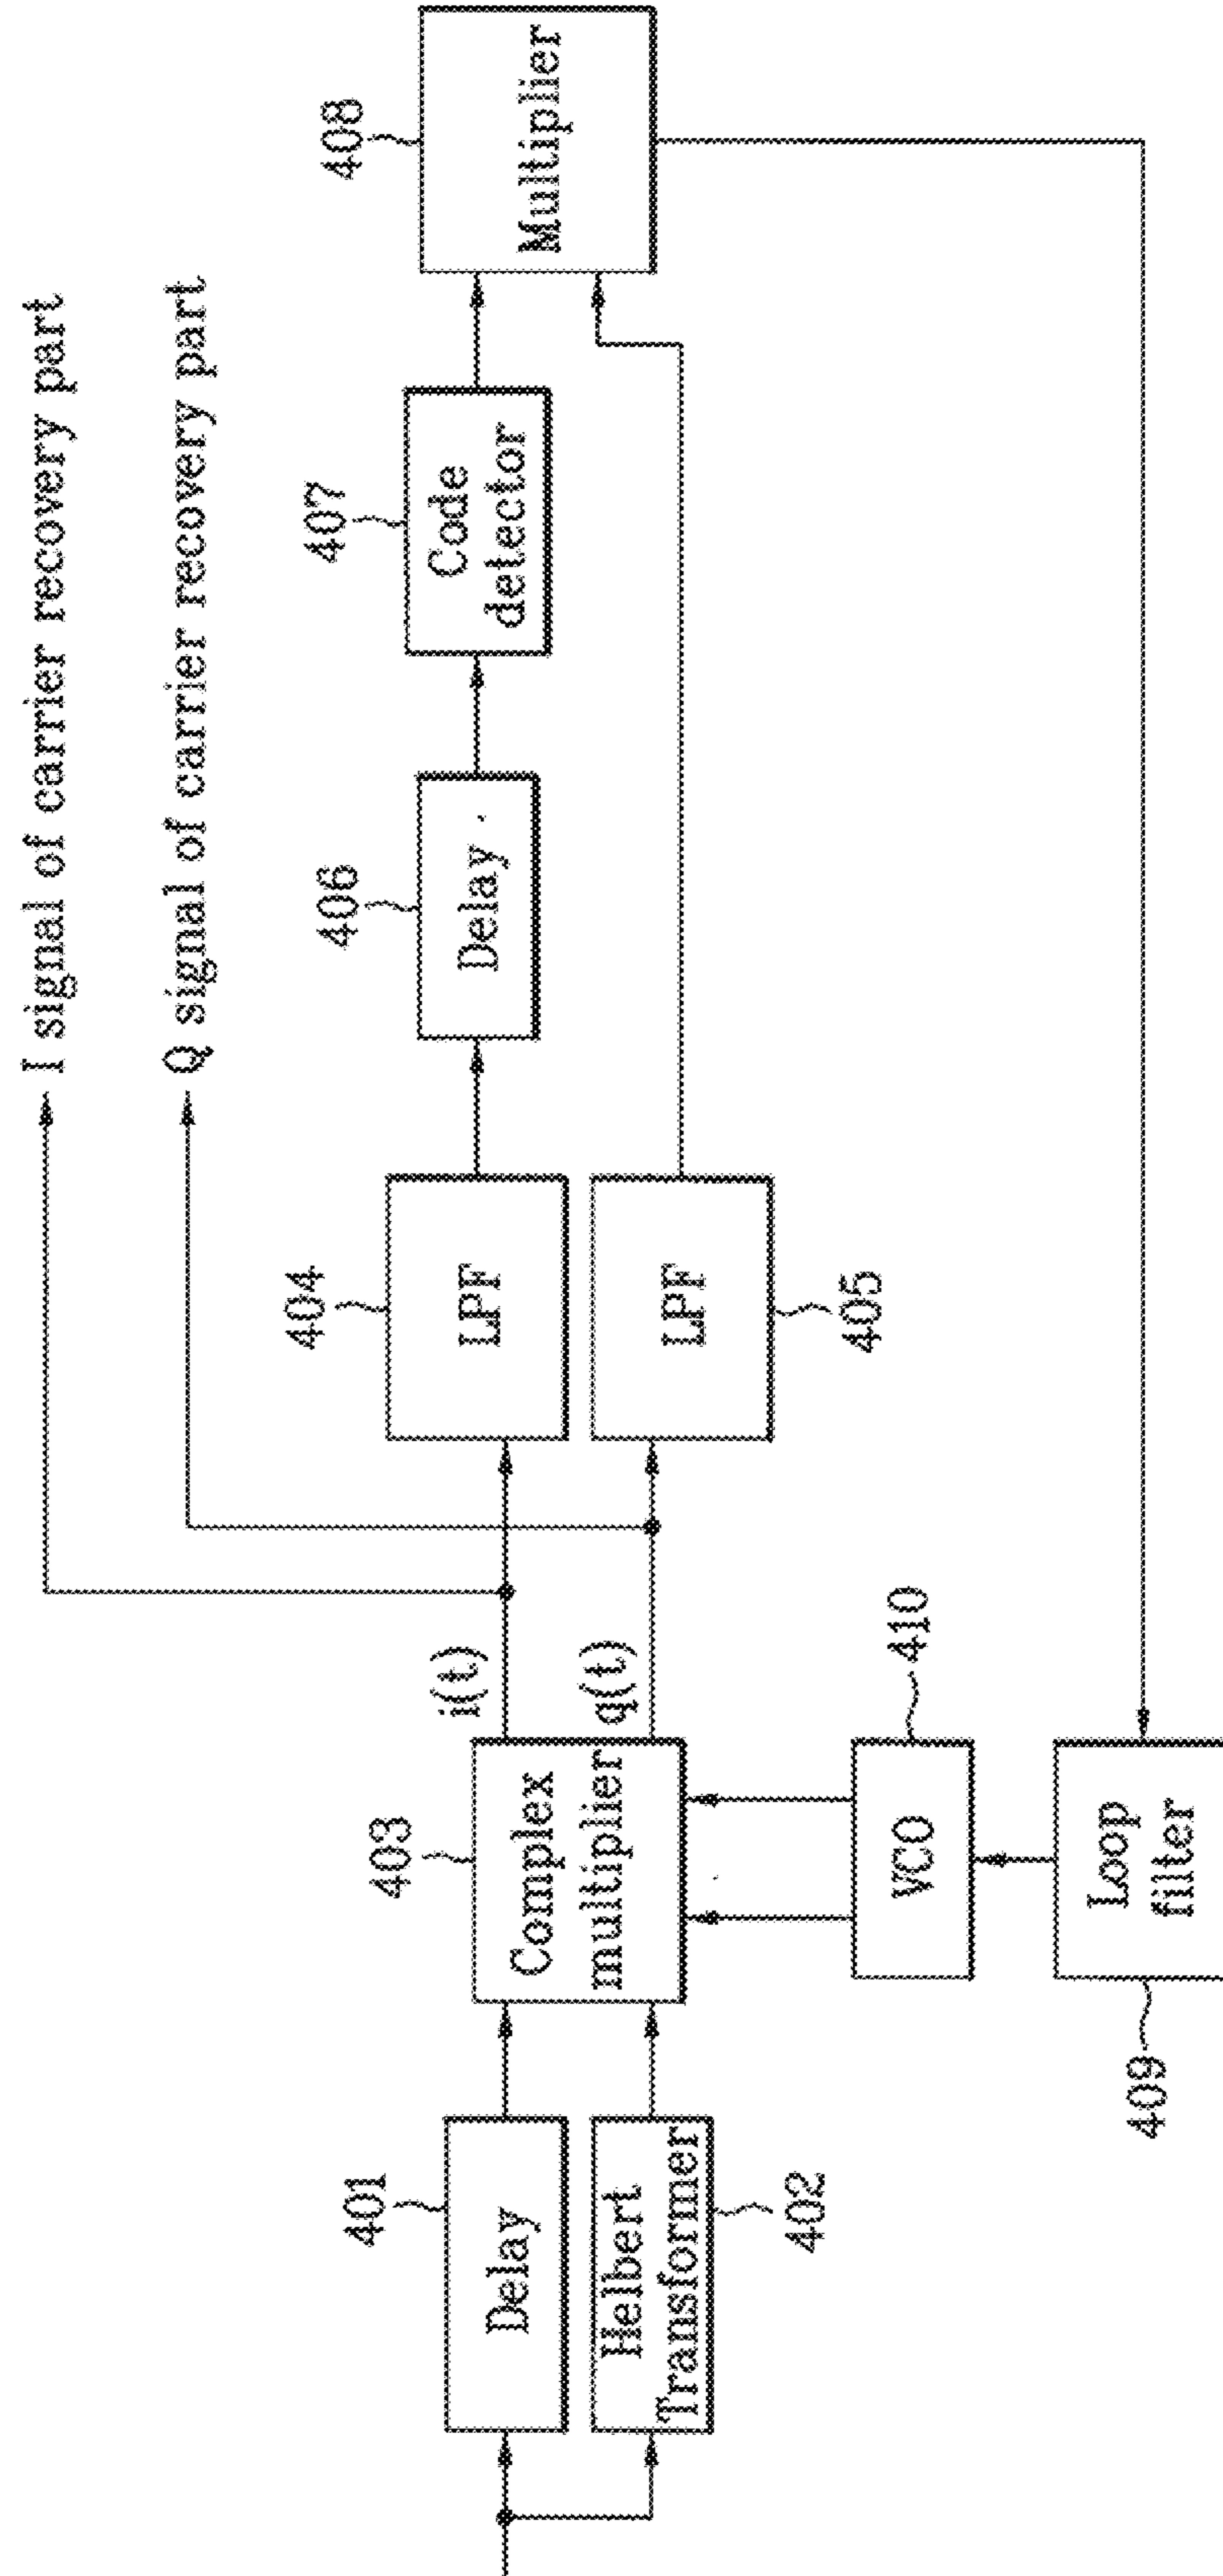 I signal of carrier recovery part
Q signal of carrier recovery part
401
Delay
Helbert
Transformer
402
403
Complex
multiplier
i(t)
q(t)
404
LPF
LPF
405
406
Delay
407
Code
detector
408
Multiplier
VCO
410
Loop
filter
409